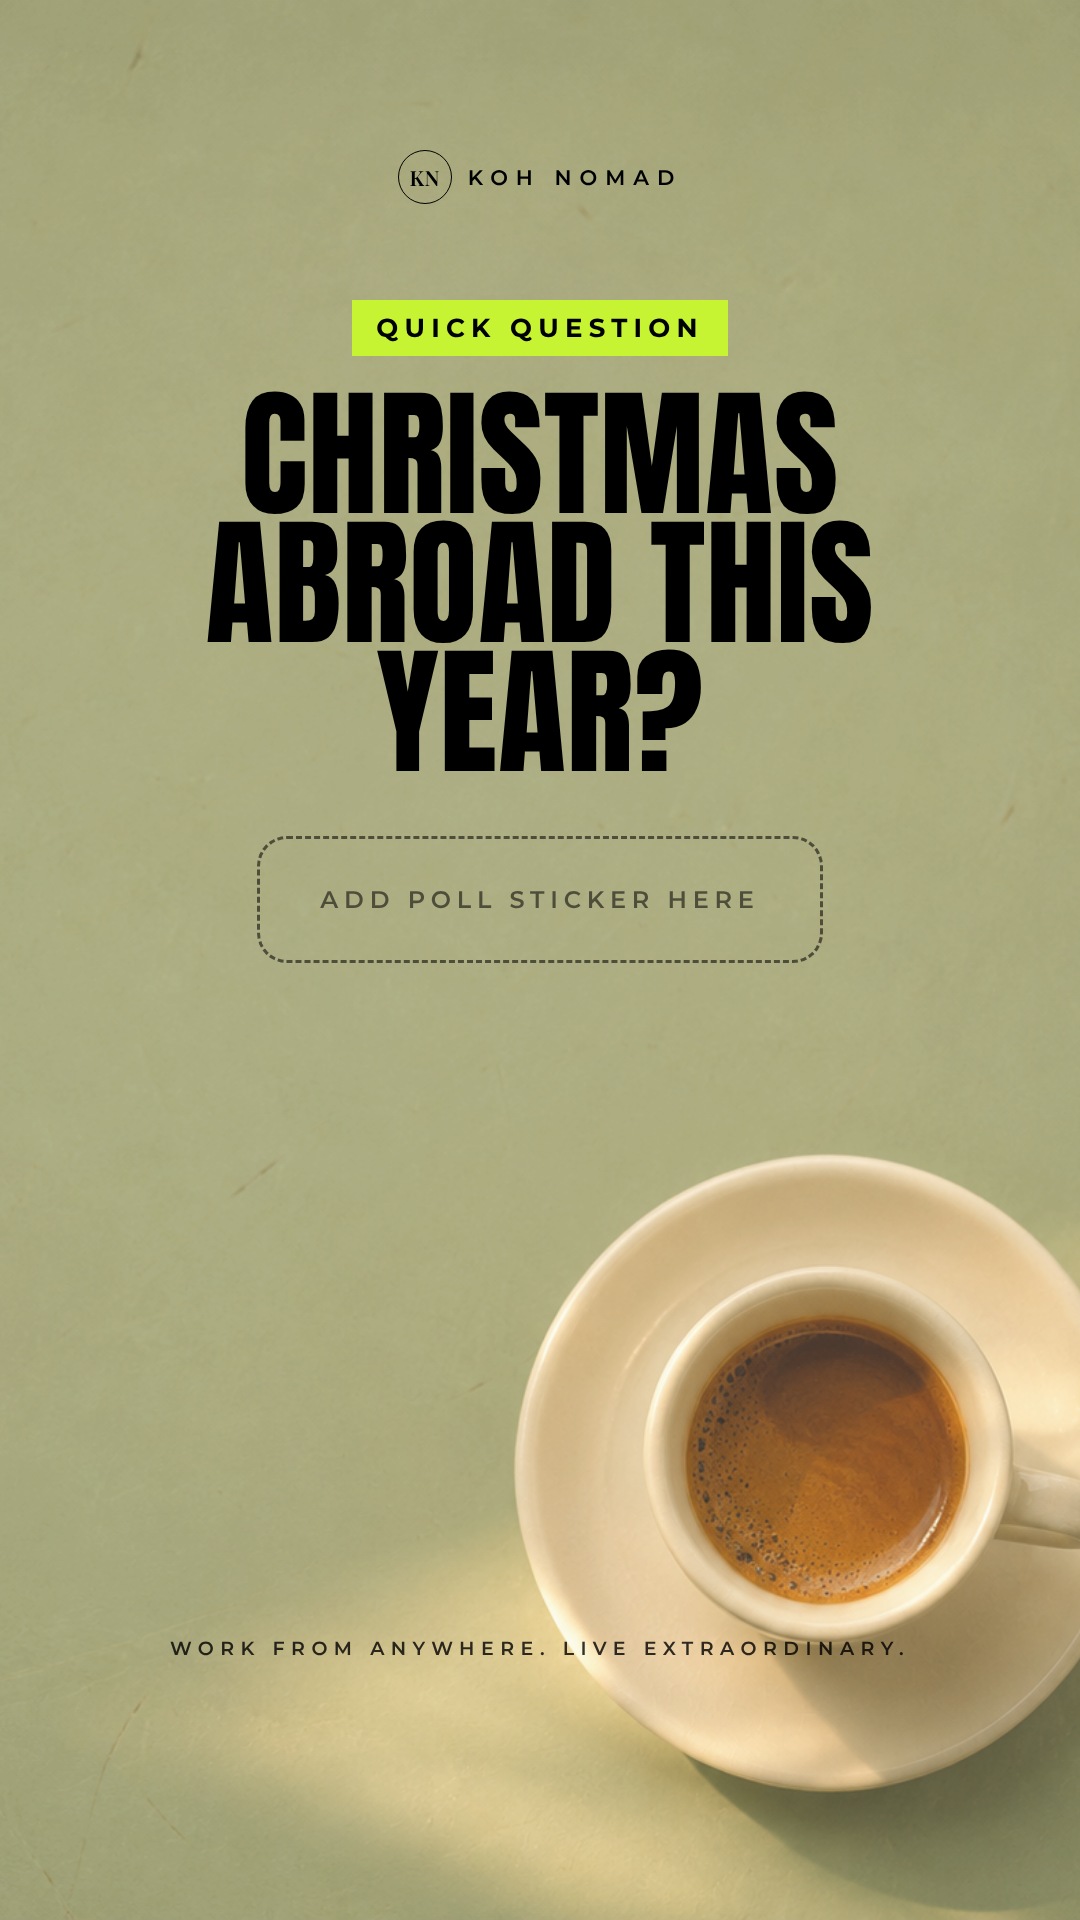 KN KOH NOMAD
QUICK QUESTION
CHRISTMAS
ABROAD THIS
YEAR?
ADD POLL STICKER HERE
WORK FROM ANYWHERE. LIVE EXTRAORDINARY.